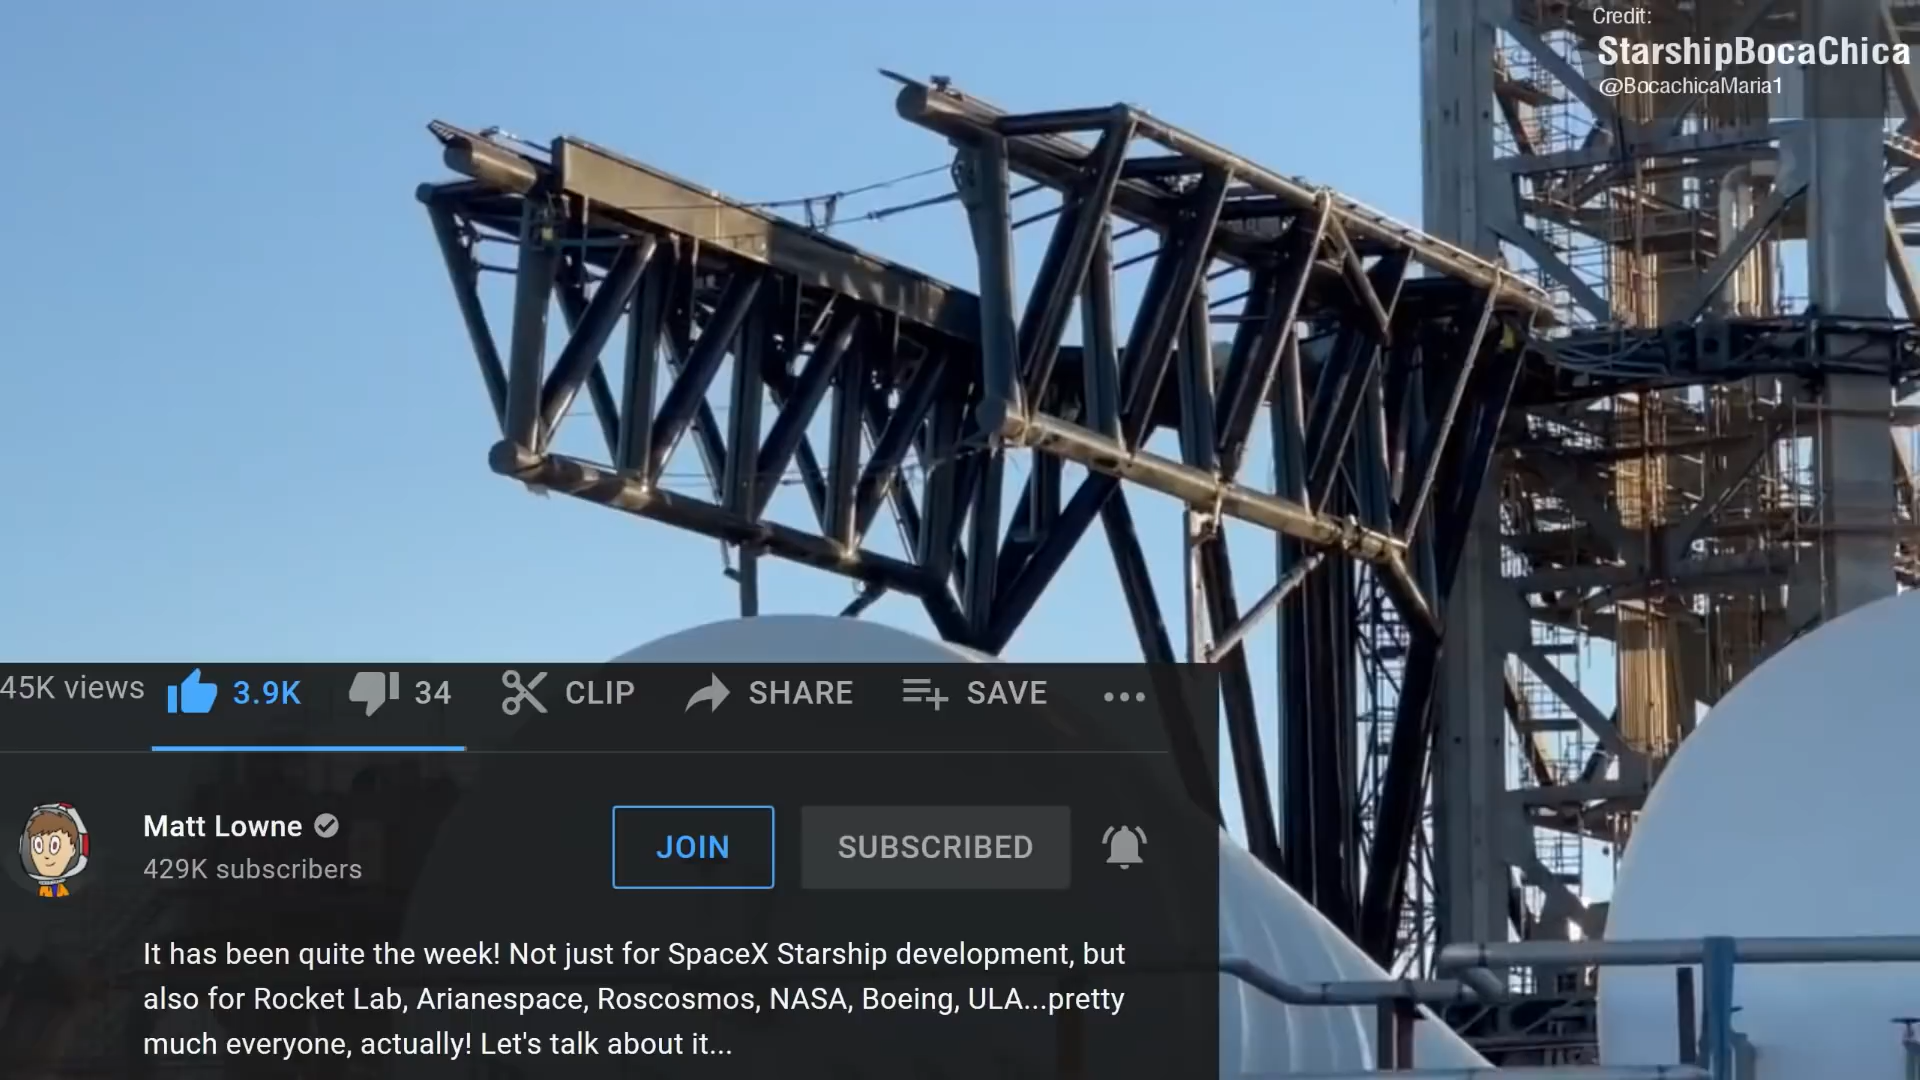 Credit:
StarshipBocaChica
@BocachicaMaria1
45K views 3.9K 34 CLIP SHARE SAVE
Matt Lowne
429K subscribers
JOIN SUBSCRIBED
It has been quite the week! Not just for SpaceX Starship development, but
also for Rocket Lab, Arianespace, Roscosmos, NASA, Boeing, ULA...pretty
much everyone, actually! Let's talk about it...